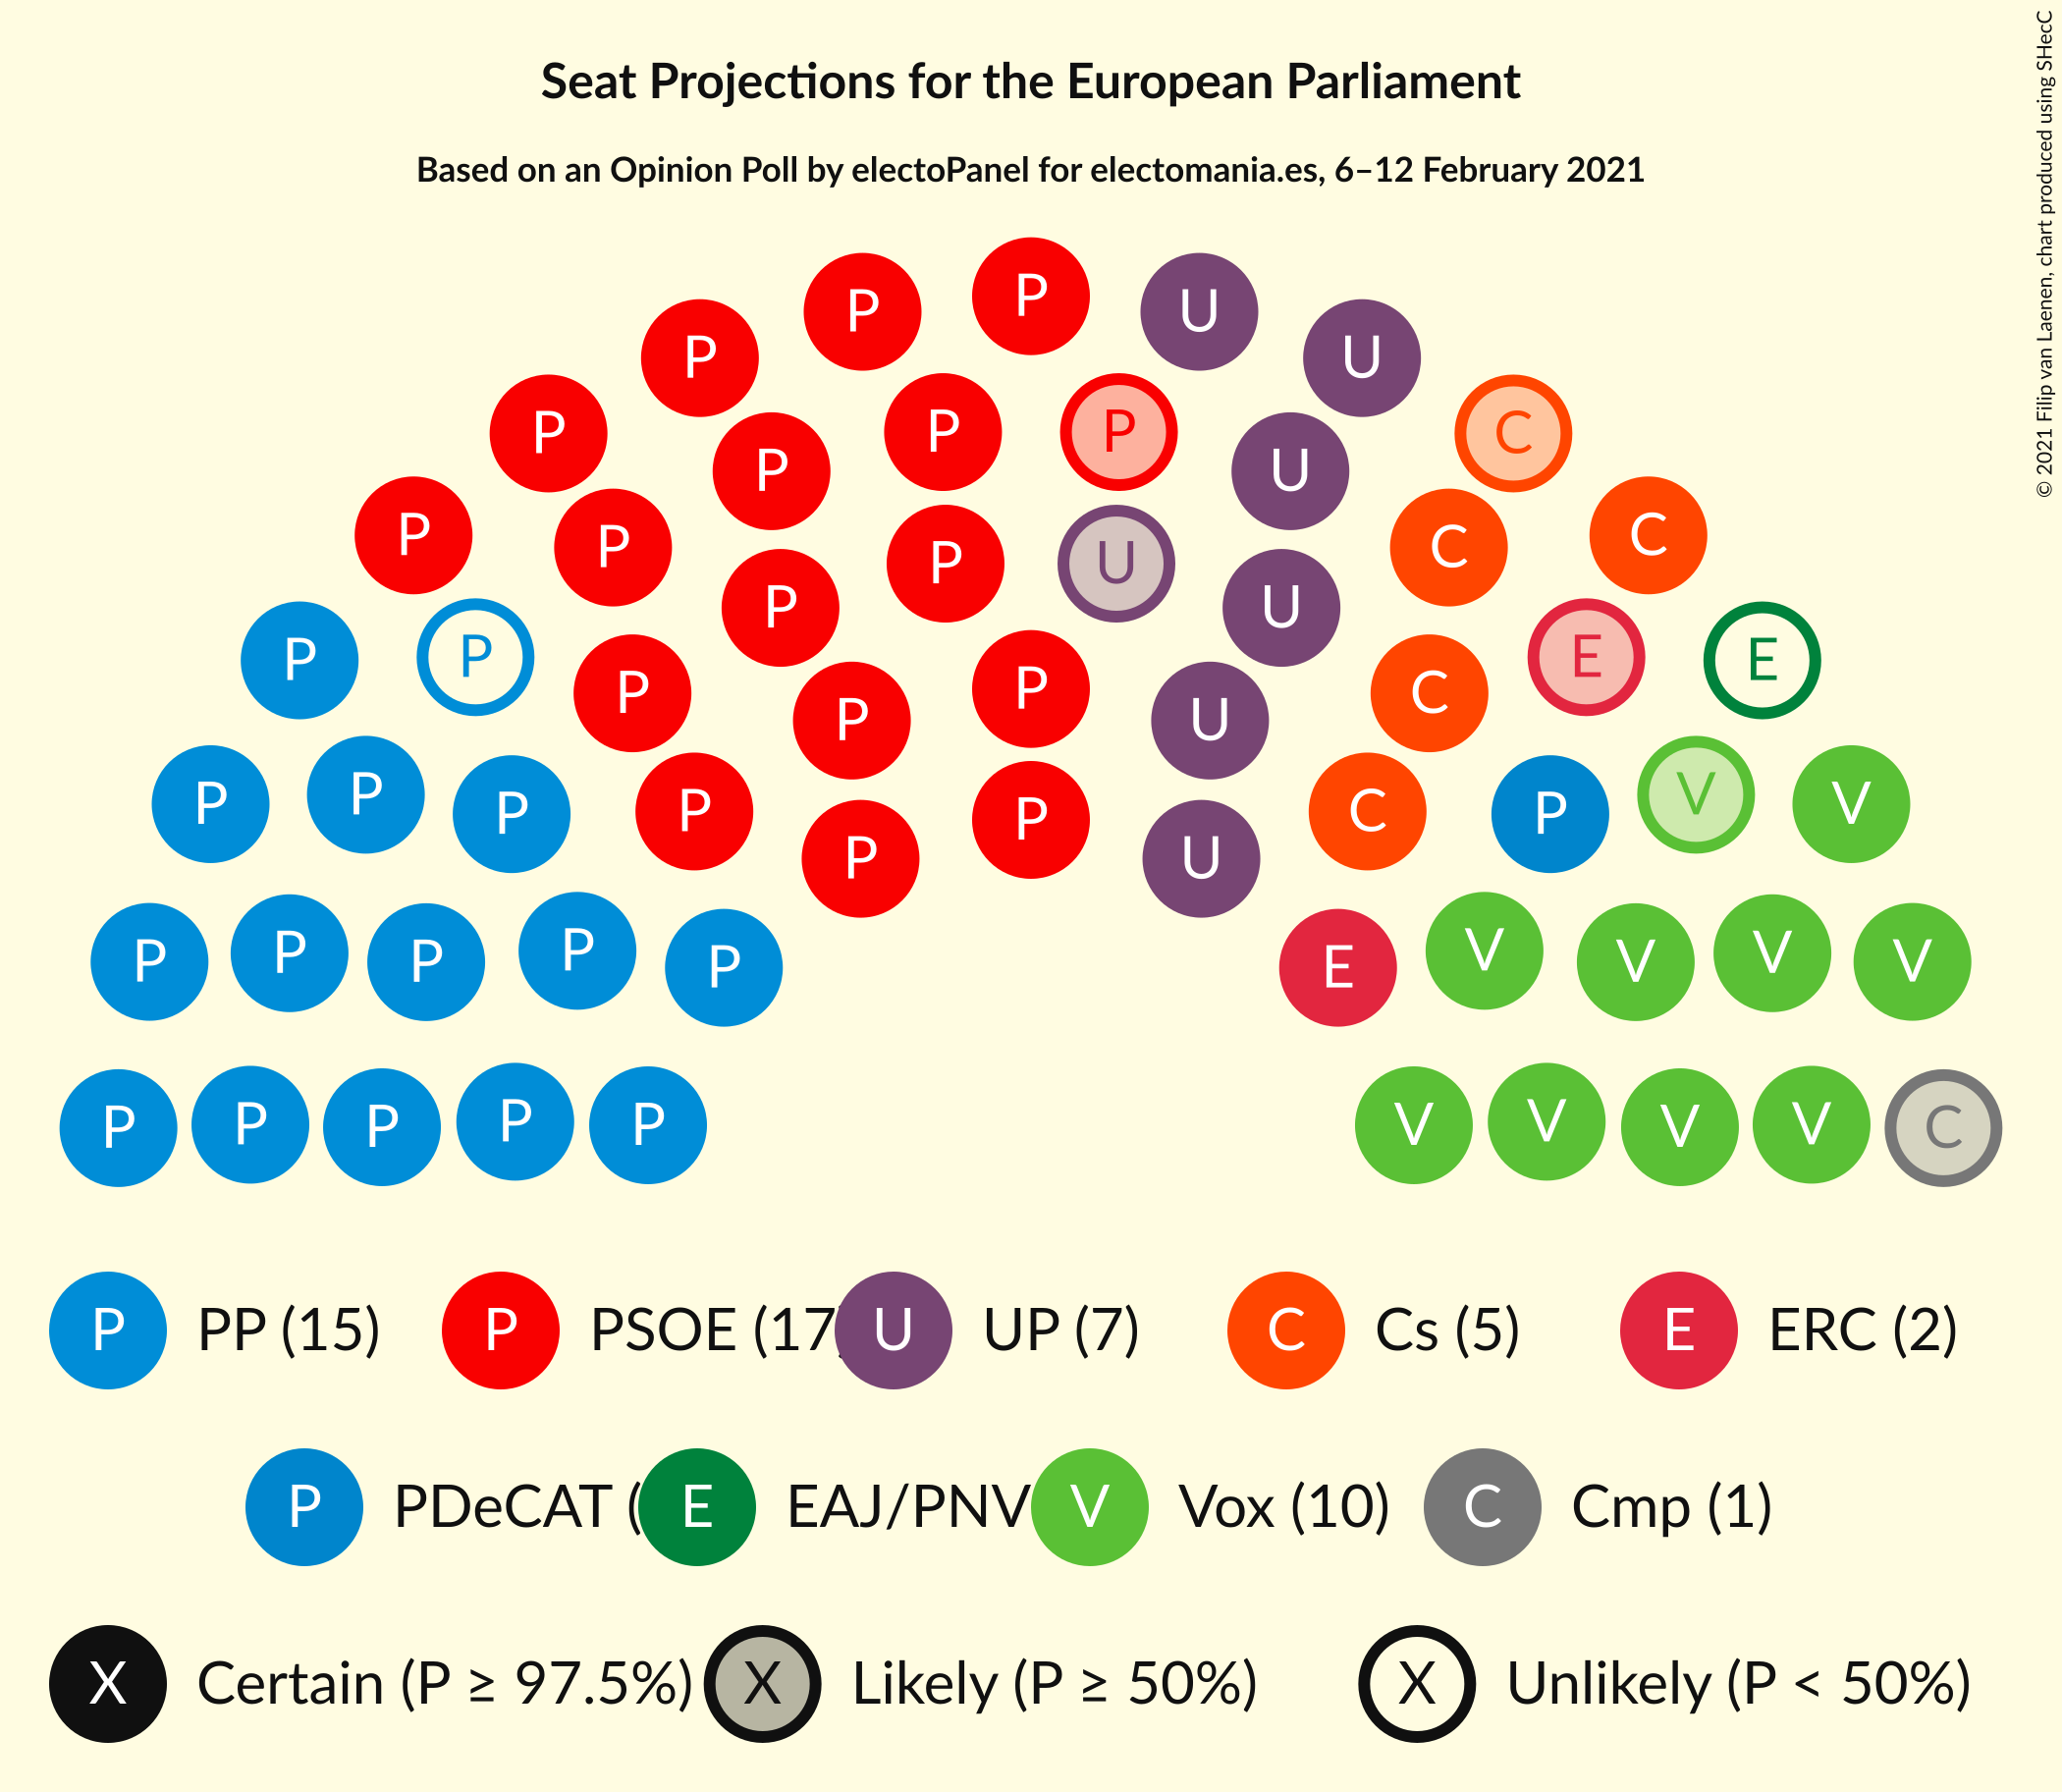 Seat Projections for the European Parliament
Based on an Opinion Poll by electoPanel for electomania.es, 6–12 February 2021
© 2021 Filip van Laenen, chart produced using SHecC
P P U U
P P P U C
P P P P U C C
P P P U U E E
P P P P P U C P V V
P P P P P P P U C V V V V
P P P P P E V V V V C
P PP (15) P PSOE (17 U UP (7) C Cs (5) E ERC (2)
P PDeCAT ( E EAJ/PNV V Vox (10) C Cmp (1)
X Certain (P ≥ 97.5%) X Likely (P ≥ 50%) X Unlikely (P < 50%)